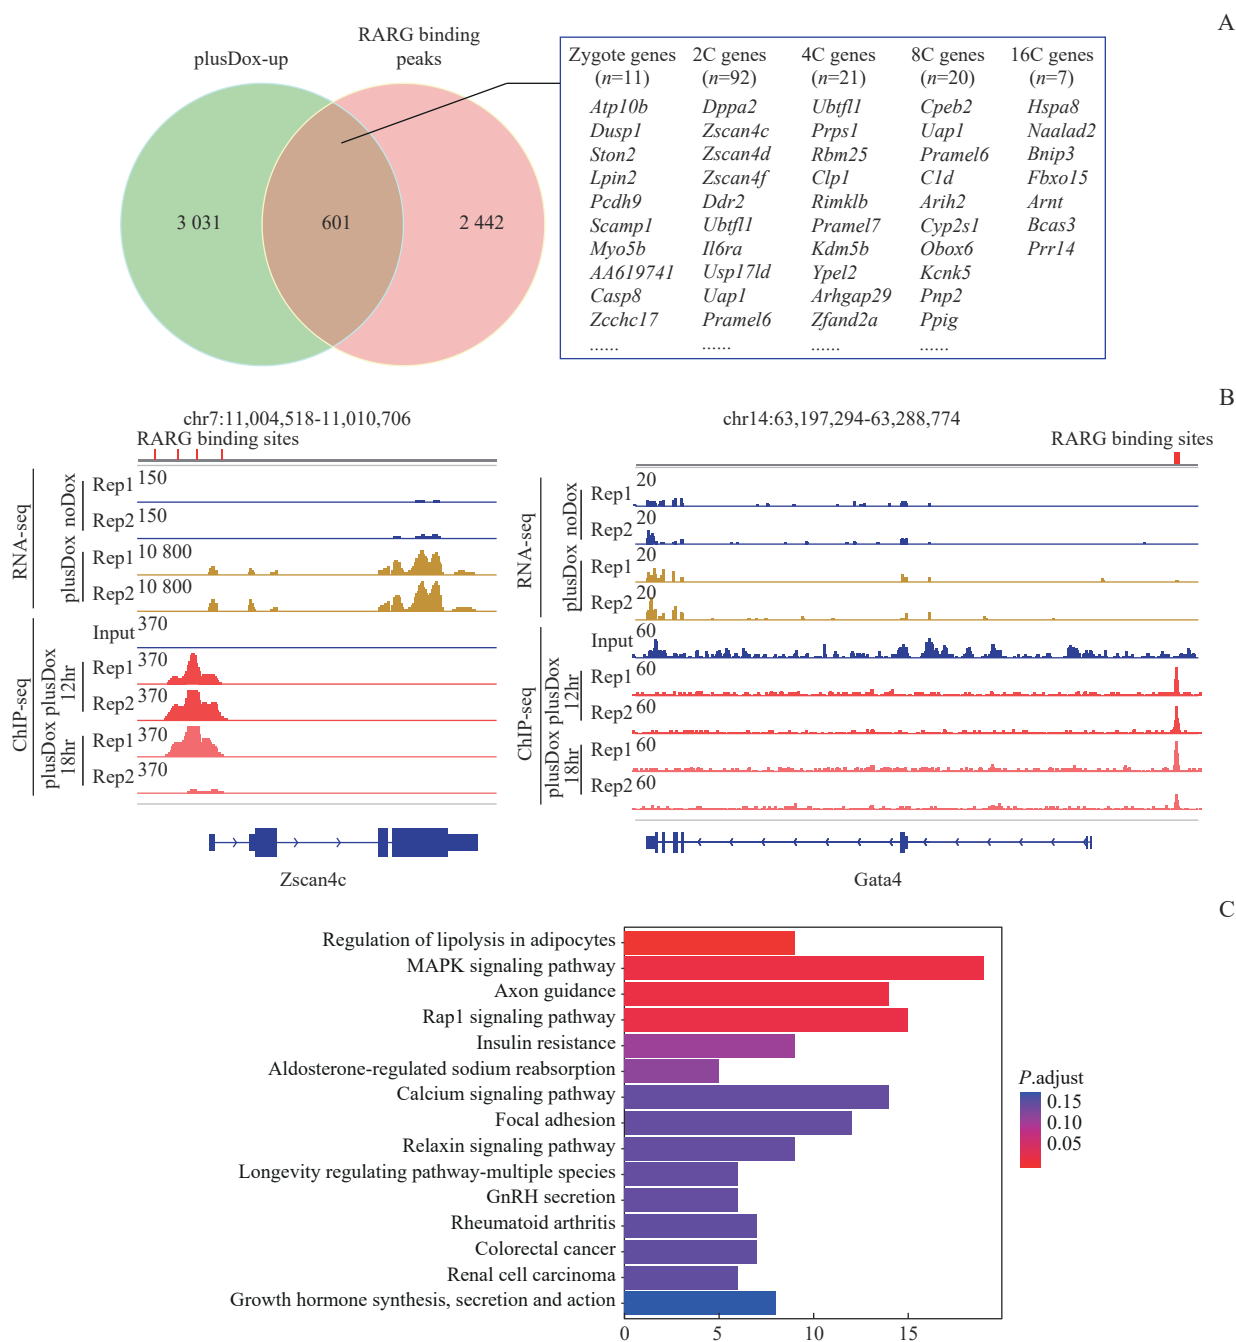 A
plusDox-up
RARG binding
peaks
3 031
601
2 442
Zygote genes 2C genes 4C genes 8C genes 16C genes
(n=11) (n=92) (n=21) (n=20) (n=7)
Atp10b Dppa2 Ubtfl1 Cpeb2 Hspa8
Dusp1 Zscan4c Prps1 Uap1 Naalad2
Ston2 Zscan4d Rbm25 Pramel6 Bnip3
Lpin2 Zscan4f Clp1 C1d Fbxo15
Pcdh9 Ddr2 Rimklb Arih2 Arnt
Scamp1 Ubtfl1 Pramel7 Cyp2s1 Bcas3
Myo5b Il6ra Kdm5b Obox6 Prr14
AA619741 Usp17ld Ypel2 Kcnk5
Casp8 Uap1 Arhgap29 Pnp2
Zcchc17 Pramel6 Zfand2a Ppig
...... ...... ...... ......
B
chr7:11,004,518-11,010,706
RARG binding sites
RNA-seq
noDox
Rep1 150
Rep2 150
plusDox
Rep1 10 800
Rep2 10 800
Input 370
ChIP-seq
plusDox
12hr
Rep1 370
Rep2 370
plusDox
18hr
Rep1 370
Rep2 370
Zscan4c
chr14:63,197,294-63,288,774
RARG binding sites
RNA-seq
noDox
Rep1 20
Rep2 20
plusDox
Rep1 20
Rep2 20
Input 60
ChIP-seq
plusDox
12hr
Rep1 60
Rep2 60
plusDox
18hr
Rep1 60
Rep2 60
Gata4
C
Regulation of lipolysis in adipocytes
MAPK signaling pathway
Axon guidance
Rap1 signaling pathway
Insulin resistance
Aldosterone-regulated sodium reabsorption
Calcium signaling pathway
Focal adhesion
Relaxin signaling pathway
Longevity regulating pathway-multiple species
GnRH secretion
Rheumatoid arthritis
Colorectal cancer
Renal cell carcinoma
Growth hormone synthesis, secretion and action
0 5 10 15
P.adjust
0.15
0.10
0.05